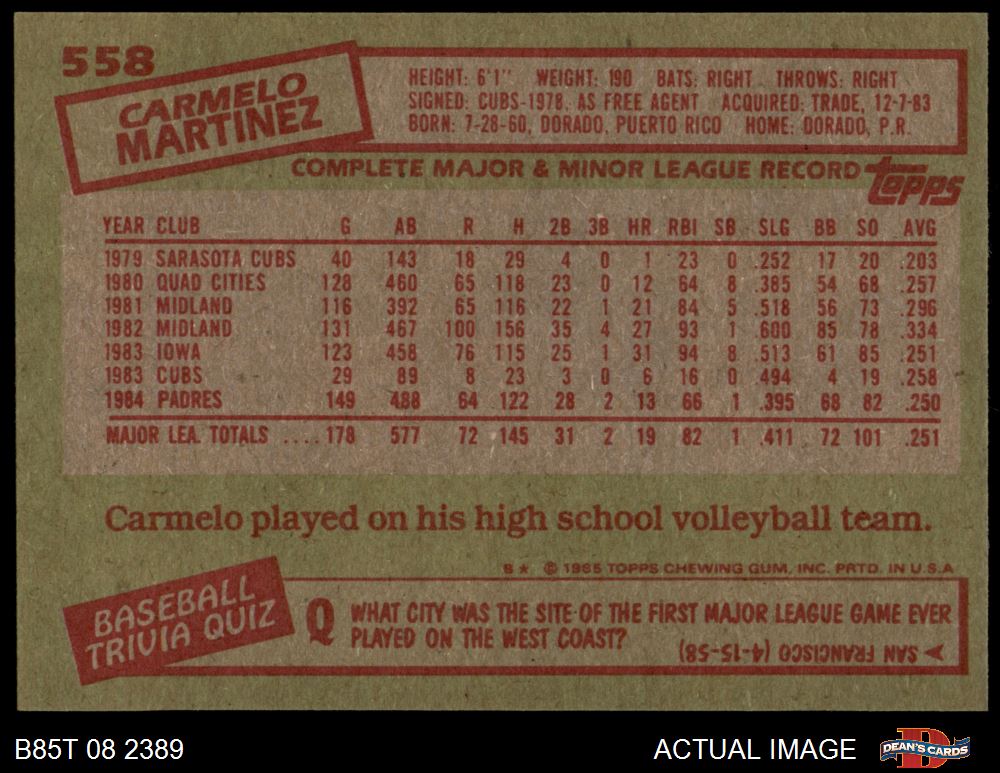 558
CARMELO
MARTINEZ
HEIGHT: 6'1" WEIGHT: 190 BATS: RIGHT THROWS: RIGHT
SIGNED: CUBS-1978, AS FREE AGENT ACQUIRED: TRADE, 12-7-83
BORN: 7-28-60, DORADO, PUERTO RICO HOME: DORADO, P.R.
COMPLETE MAJOR & MINOR LEAGUE RECORD topps
YEAR CLUB G AB R H 2B 3B HR RBI SB SLG BB SO AVG
1979 SARASOTA CUBS 40 143 18 29 4 0 1 23 0 .252 17 20 .203
1980 QUAD CITIES 128 460 65 118 23 0 12 64 8 .385 54 68 .257
1981 MIDLAND 116 392 65 116 22 1 21 84 5 .518 56 73 .296
1982 MIDLAND 131 467 100 156 35 4 27 93 1 .600 85 78 .334
1983 IOWA 123 458 76 115 25 1 31 94 8 .513 61 85 .251
1983 CUBS 29 89 8 23 3 0 6 16 0 .494 4 19 .258
1984 PADRES 149 488 64 122 28 2 13 66 1 .395 68 82 .250
MAJOR LEA. TOTALS .... 178 577 72 145 31 2 19 82 1 .411 72 101 .251
Carmelo played on his high school volleyball team.
B★ © 1985 TOPPS CHEWING GUM, INC. PRTD. IN U.S.A
BASEBALL
TRIVIA QUIZ
Q WHAT CITY WAS THE SITE OF THE FIRST MAJOR LEAGUE GAME EVER
PLAYED ON THE WEST COAST?
SAN FRANCISCO (4-15-58)
B85T 08 2389
ACTUAL IMAGE
DEAN'S CARDS